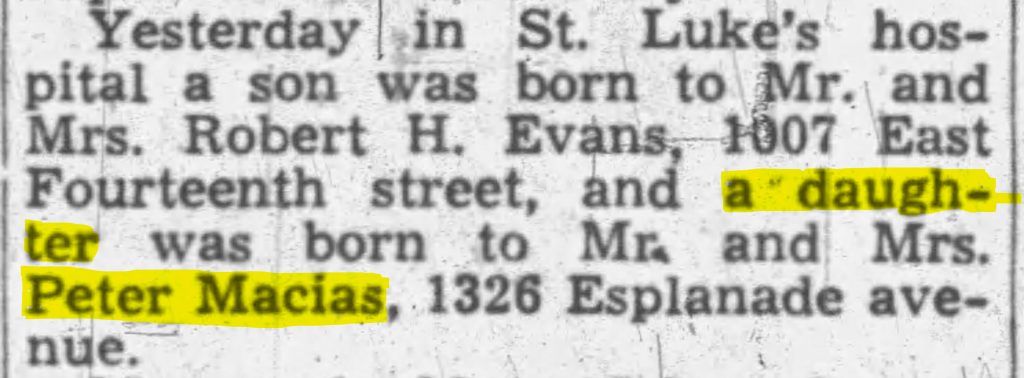 Yesterday in St. Luke's hos-
pital a son was born to Mr. and
Mrs. Robert H. Evans, 1007 East
Fourteenth street, and a daugh-
ter was born to Mr. and Mrs.
Peter Macias, 1326 Esplanade ave-
nue.